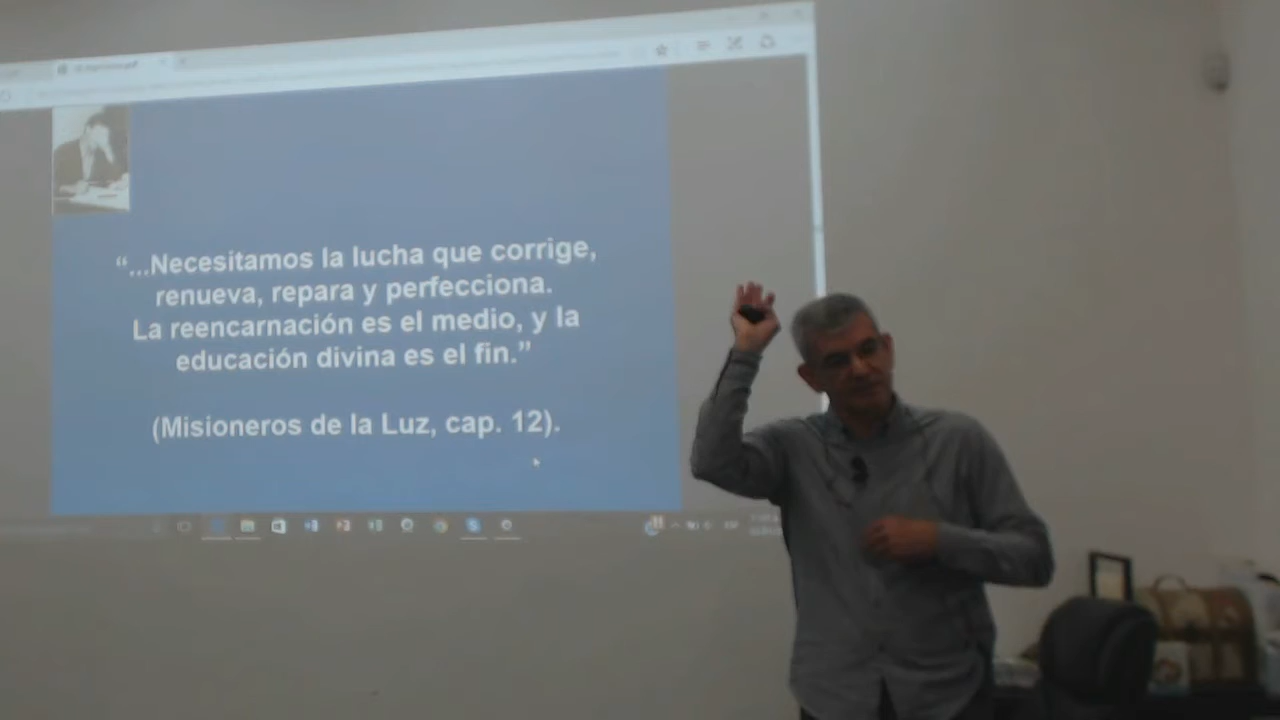 “...Necesitamos la lucha que corrige,
renueva, repara y perfecciona.
La reencarnación es el medio, y la
educación divina es el fin.”
(Misioneros de la Luz, cap. 12).